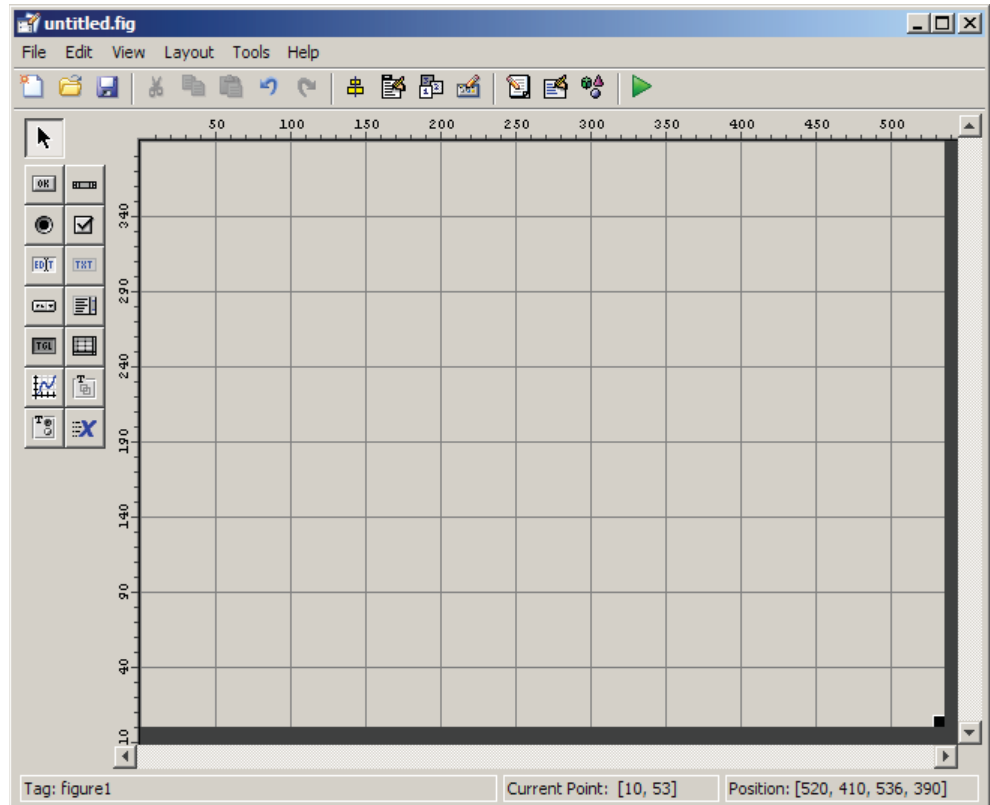 untitled.fig
File Edit View Layout Tools Help
50 100 150 200 250 300 350 400 450 500
OK
340
EDIT TXT
290
TGL
240
T
T X
190
140
90
40
10
Tag: figure1 Current Point: [10, 53] Position: [520, 410, 536, 390]